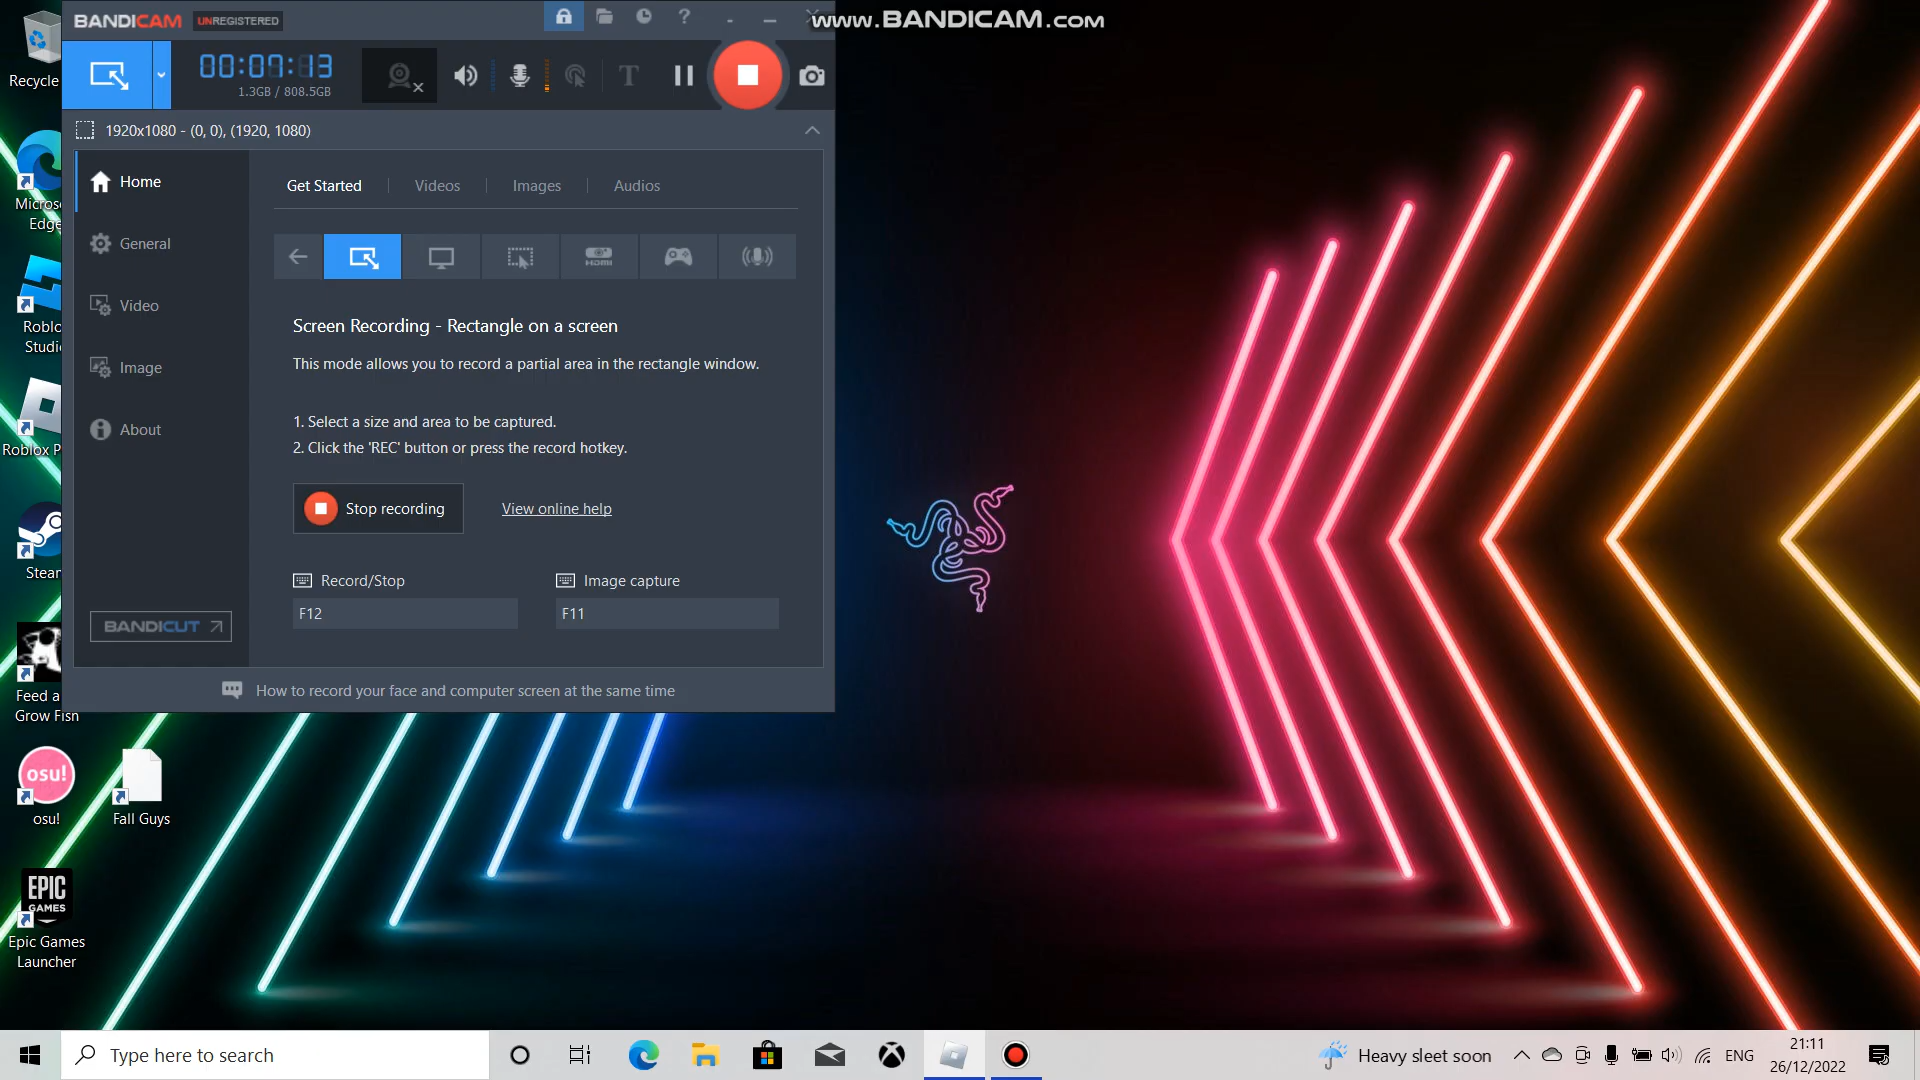 BANDICAM UNREGISTERED
www.BANDICAM.com
00:07:13
1.3GB / 808.5GB
1920x1080 - (0, 0), (1920, 1080)
Home
General
Video
Image
About
BANDICUT
Get Started
Videos
Images
Audios
HDMI
Screen Recording - Rectangle on a screen
This mode allows you to record a partial area in the rectangle window.
1. Select a size and area to be captured.
2. Click the 'REC' button or press the record hotkey.
Stop recording
View online help
Record/Stop
F12
Image capture
F11
How to record your face and computer screen at the same time
Recycle
Micros
Edge
Roblo
Studi
Roblox P
Stear
Feed a
Grow Fish
osu!
osu!
Fall Guys
EPIC
GAMES
Epic Games
Launcher
Type here to search
Heavy sleet soon
ENG
21:11
26/12/2022